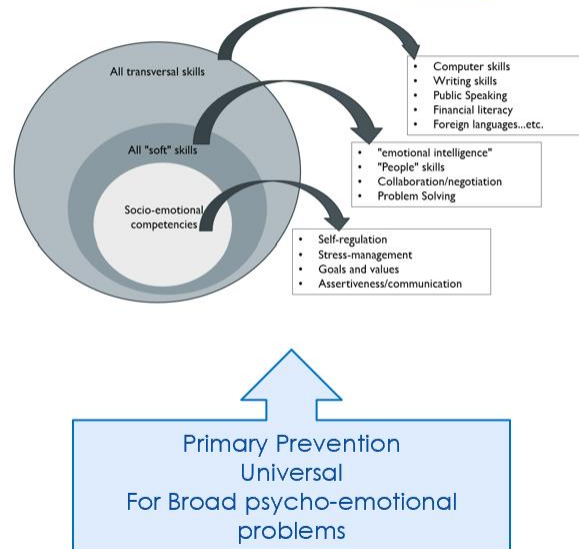 All transversal skills
• Computer skills
• Writing skills
• Public Speaking
• Financial literacy
• Foreign languages...etc.
All "soft" skills
• "emotional intelligence"
• "People" skills
• Collaboration/negotiation
• Problem Solving
Socio-emotional
competencies
• Self-regulation
• Stress-management
• Goals and values
• Assertiveness/communication
Primary Prevention
Universal
For Broad psycho-emotional
problems